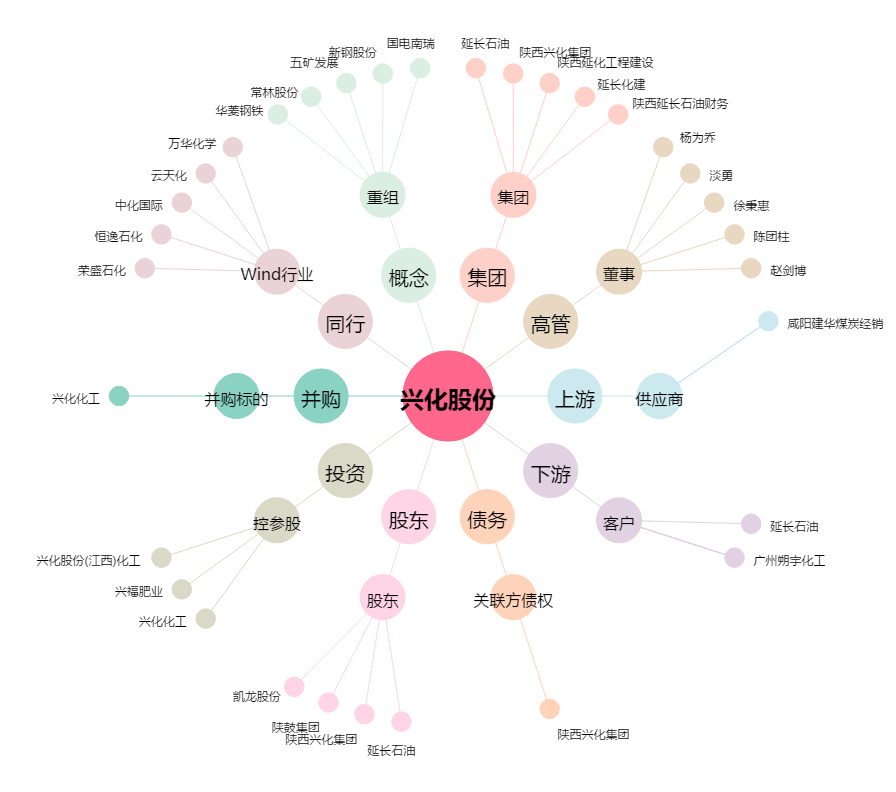 国电南瑞
延长石油
新钢股份
陕西兴化集团
五矿发展
陕西延化工程建设
常林股份
延长化建
华菱钢铁
陕西延长石油财务
万华化学
杨为乔
云天化
淡勇
重组
集团
中化国际
徐秉惠
恒逸石化
陈团柱
荣盛石化
Wind行业
概念
集团
董事
赵剑博
同行
高管
咸阳建华煤炭经销
兴化化工
并购标的
并购
兴化股份
上游
供应商
投资
下游
控参股
股东
债务
客户
延长石油
兴化股份(江西)化工
广州朔宇化工
兴福肥业
股东
关联方债权
兴化化工
凯龙股份
陕鼓集团
陕西兴化集团
延长石油
陕西兴化集团